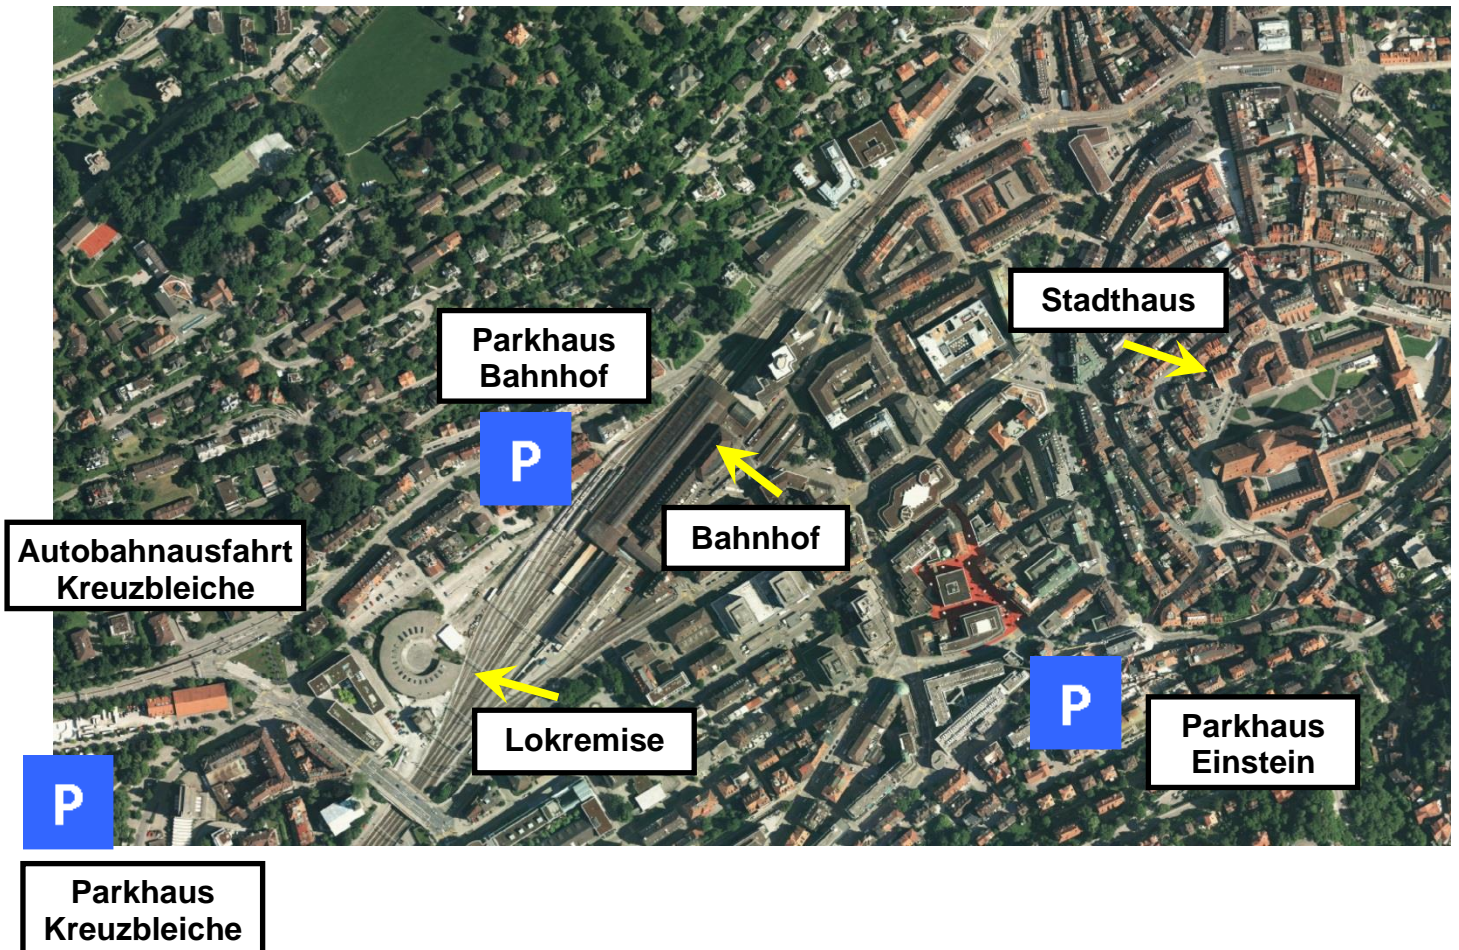 Stadthaus
Parkhaus
Bahnhof
P
Bahnhof
Autobahnausfahrt
Kreuzbleiche
Lokremise
P
Parkhaus
Einstein
P
Parkhaus
Kreuzbleiche